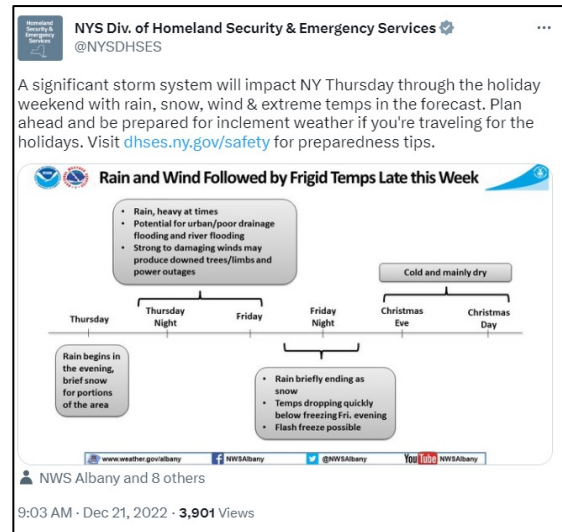 Homeland
Security &
Emergency
Services
NYS Div. of Homeland Security & Emergency Services
@NYSDHSES
A significant storm system will impact NY Thursday through the holiday
weekend with rain, snow, wind & extreme temps in the forecast. Plan
ahead and be prepared for inclement weather if you're traveling for the
holidays. Visit dhses.ny.gov/safety for preparedness tips.
Rain and Wind Followed by Frigid Temps Late this Week
• Rain, heavy at times
• Potential for urban/poor drainage
flooding and river flooding
• Strong to damaging winds may
produce downed trees/limbs and
power outages
Cold and mainly dry
Thursday
Thursday
Night
Friday
Friday
Night
Christmas
Eve
Christmas
Day
Rain begins in
the evening,
brief snow
for portions
of the area
• Rain briefly ending as
snow
• Temps dropping quickly
below freezing Fri. evening
• Flash freeze possible
www.weather.gov/albany
NWSAlbany
@NWSAlbany
YouTube NWSAlbany
NWS Albany and 8 others
9:03 AM · Dec 21, 2022 · 3,901 Views